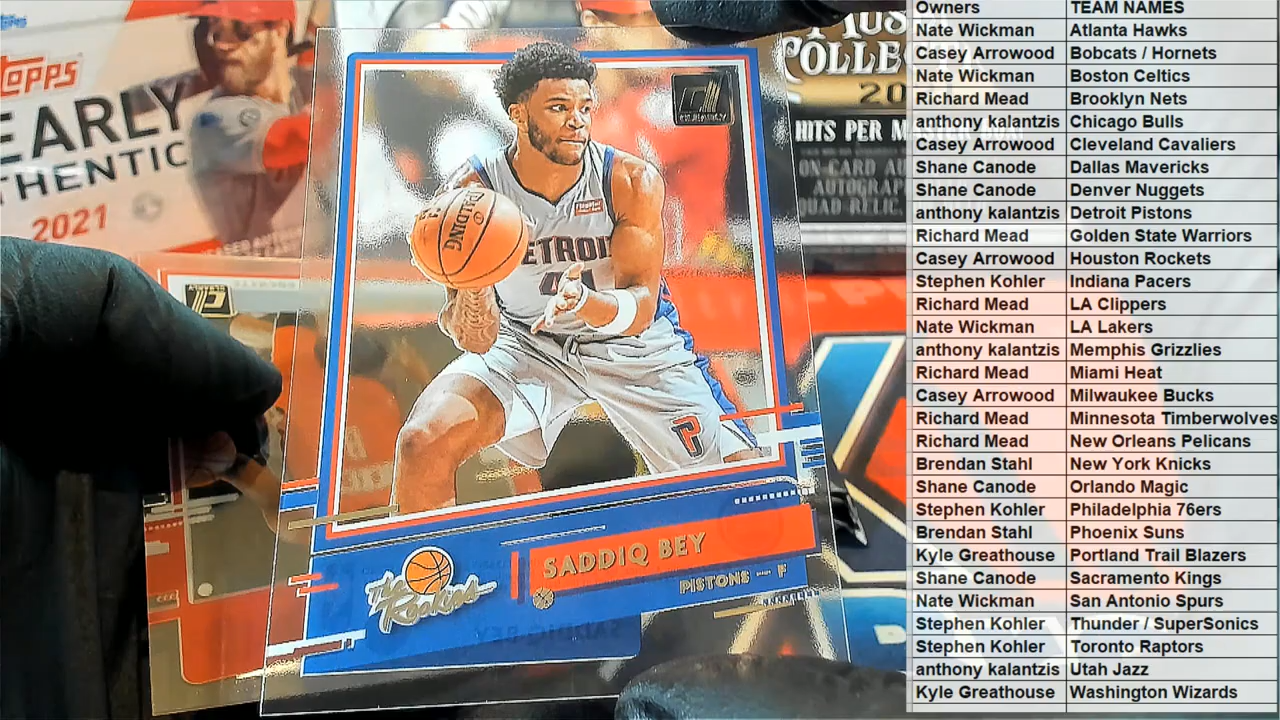 Topps
TOPPS
EARLY
THENTIC
2021
CLEARLY
SPALDING
ETROIT
CLEARLY
THE
Rookies
SADDIQ BEY
PISTONS F
COLLE
20
HITS PER M
ON-CARD AU
AUTOGRAP
QUAD-RELIC
Owners TEAM NAMES
Nate Wickman Atlanta Hawks
Casey Arrowood Bobcats / Hornets
Nate Wickman Boston Celtics
Richard Mead Brooklyn Nets
anthony kalantzis Chicago Bulls
Casey Arrowood Cleveland Cavaliers
Shane Canode Dallas Mavericks
Shane Canode Denver Nuggets
anthony kalantzis Detroit Pistons
Richard Mead Golden State Warriors
Casey Arrowood Houston Rockets
Stephen Kohler Indiana Pacers
Richard Mead LA Clippers
Nate Wickman LA Lakers
anthony kalantzis Memphis Grizzlies
Richard Mead Miami Heat
Casey Arrowood Milwaukee Bucks
Richard Mead Minnesota Timberwolves
Richard Mead New Orleans Pelicans
Brendan Stahl New York Knicks
Shane Canode Orlando Magic
Stephen Kohler Philadelphia 76ers
Brendan Stahl Phoenix Suns
Kyle Greathouse Portland Trail Blazers
Shane Canode Sacramento Kings
Nate Wickman San Antonio Spurs
Stephen Kohler Thunder / SuperSonics
Stephen Kohler Toronto Raptors
anthony kalantzis Utah Jazz
Kyle Greathouse Washington Wizards